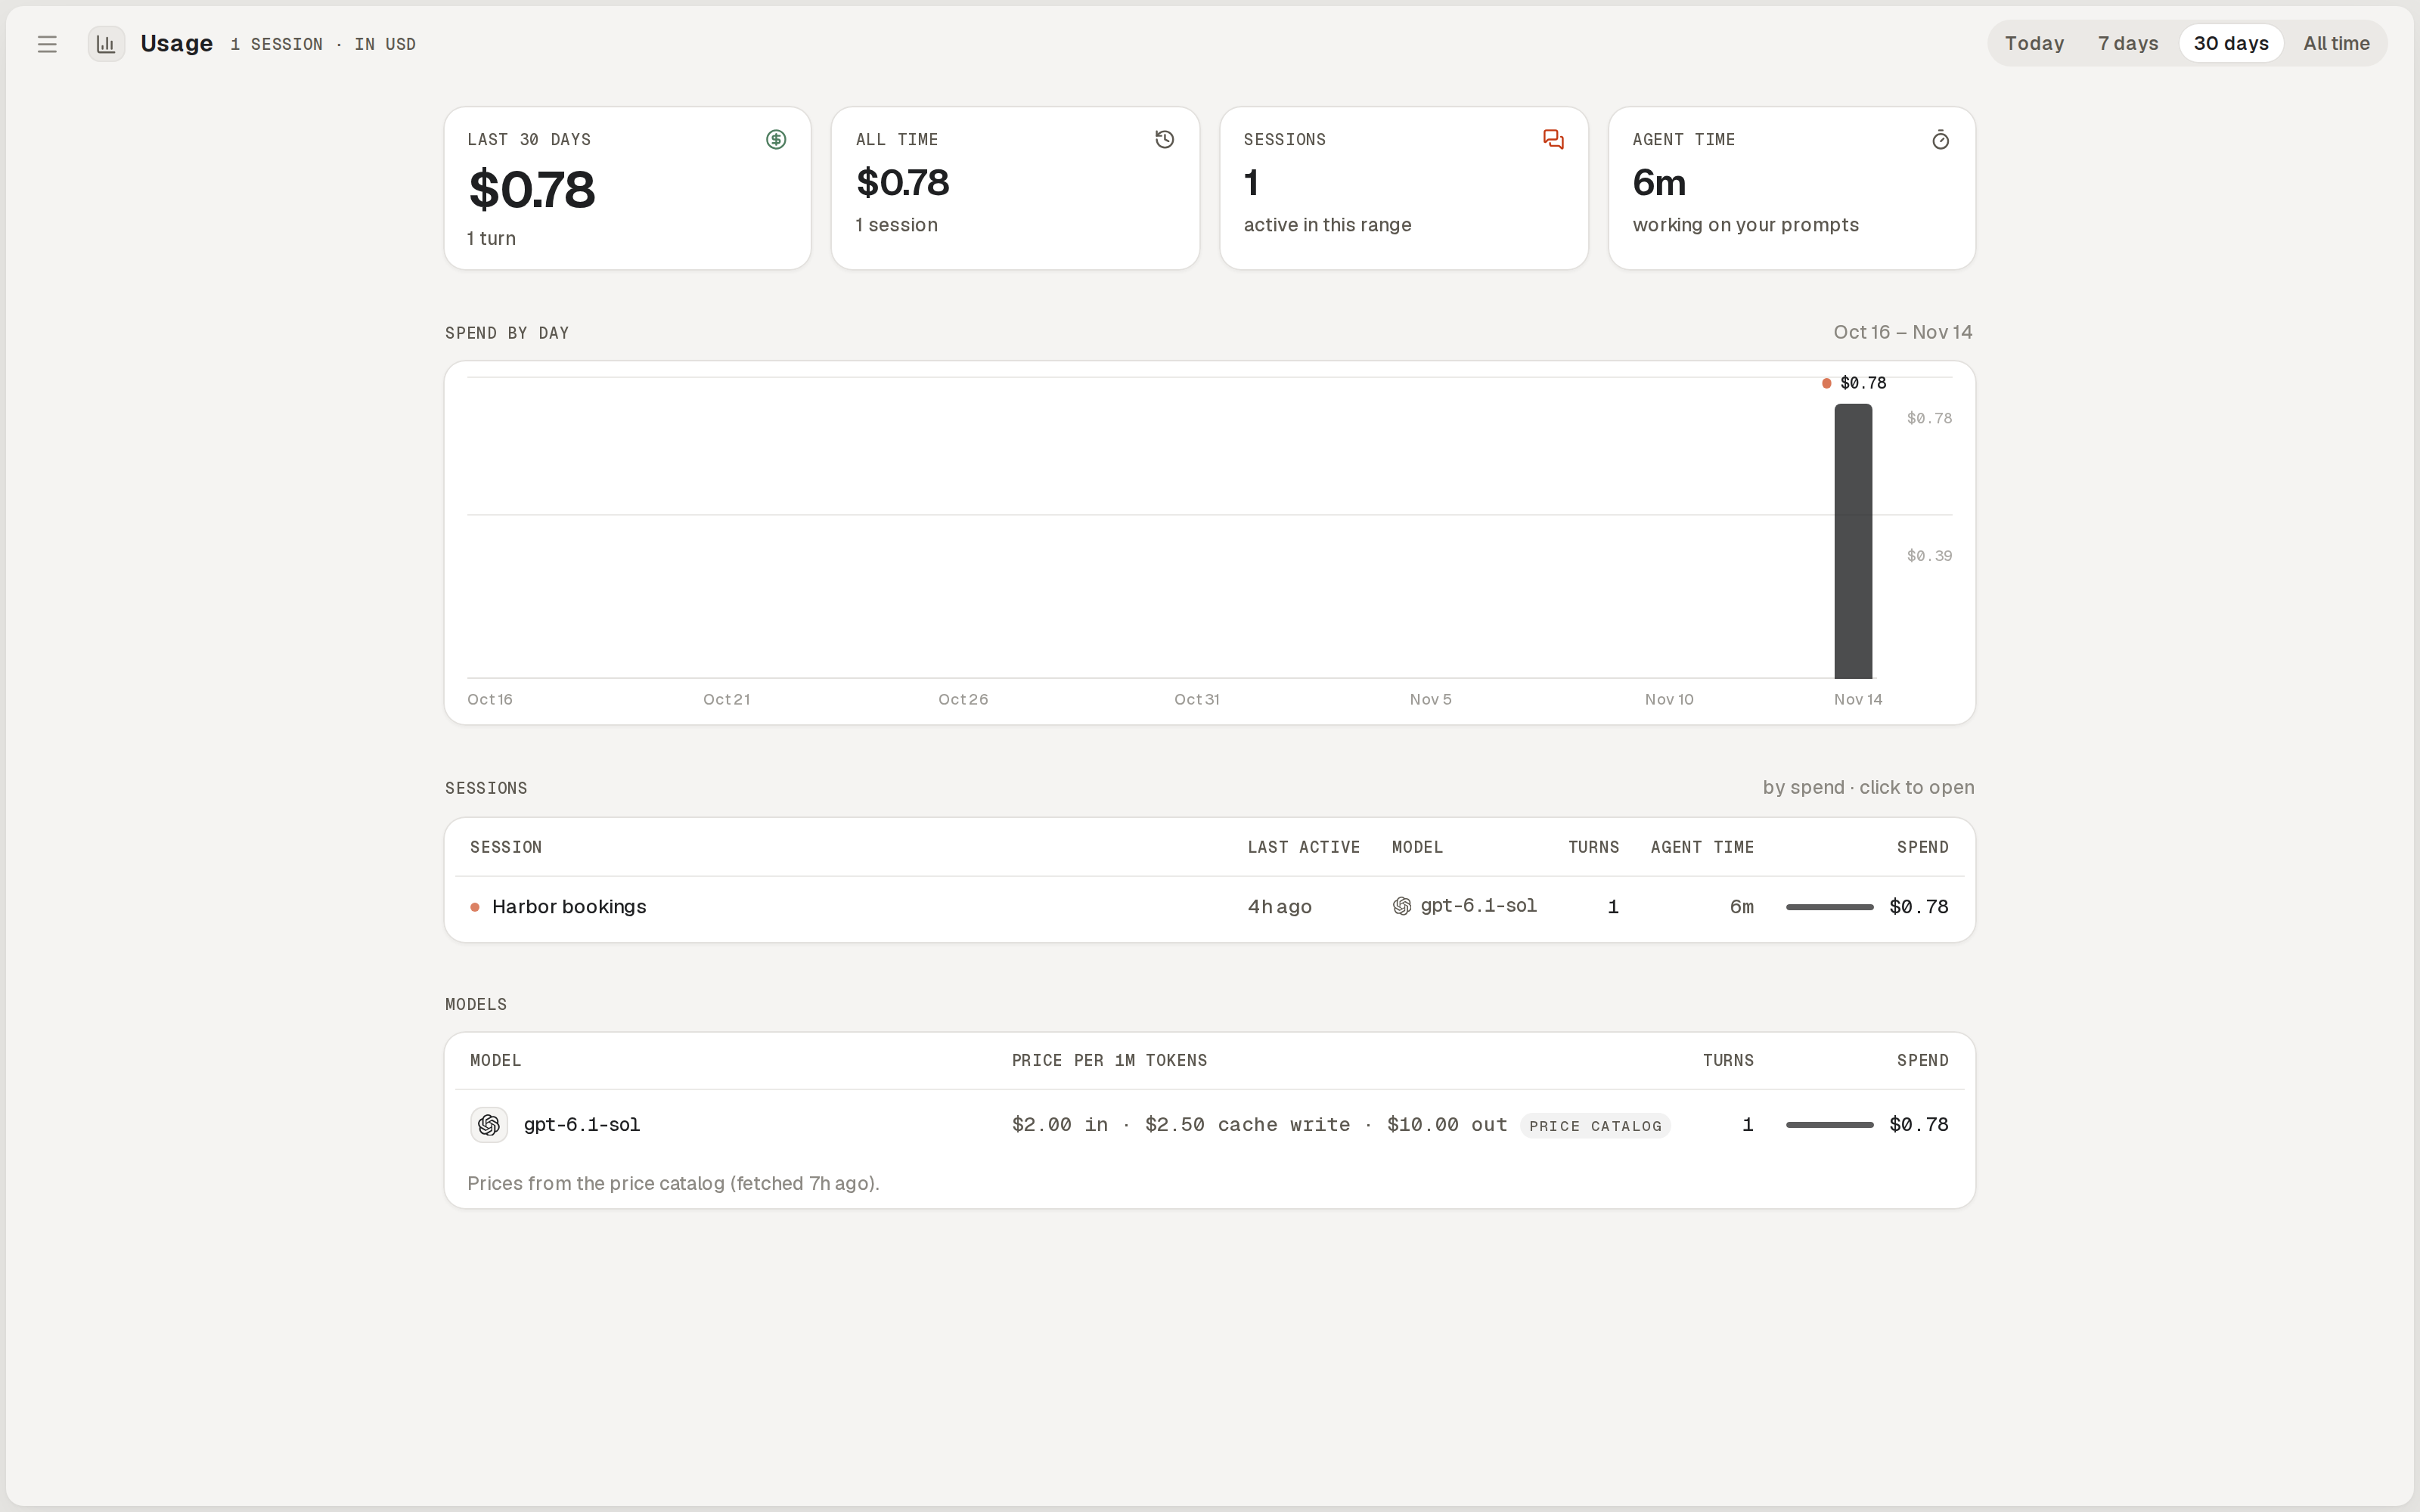 Usage 1 SESSION · IN USD
Today 7 days 30 days All time
LAST 30 DAYS
$0.78
1 turn
ALL TIME
$0.78
1 session
SESSIONS
1
active in this range
AGENT TIME
6m
working on your prompts
SPEND BY DAY Oct 16 – Nov 14
$0.78
$0.78
$0.39
Oct 16 Oct 21 Oct 26 Oct 31 Nov 5 Nov 10 Nov 14
SESSIONS by spend · click to open
SESSION LAST ACTIVE MODEL TURNS AGENT TIME SPEND
Harbor bookings 4h ago gpt-6.1-sol 1 6m $0.78
MODELS
MODEL PRICE PER 1M TOKENS TURNS SPEND
gpt-6.1-sol $2.00 in · $2.50 cache write · $10.00 out PRICE CATALOG 1 $0.78
Prices from the price catalog (fetched 7h ago).